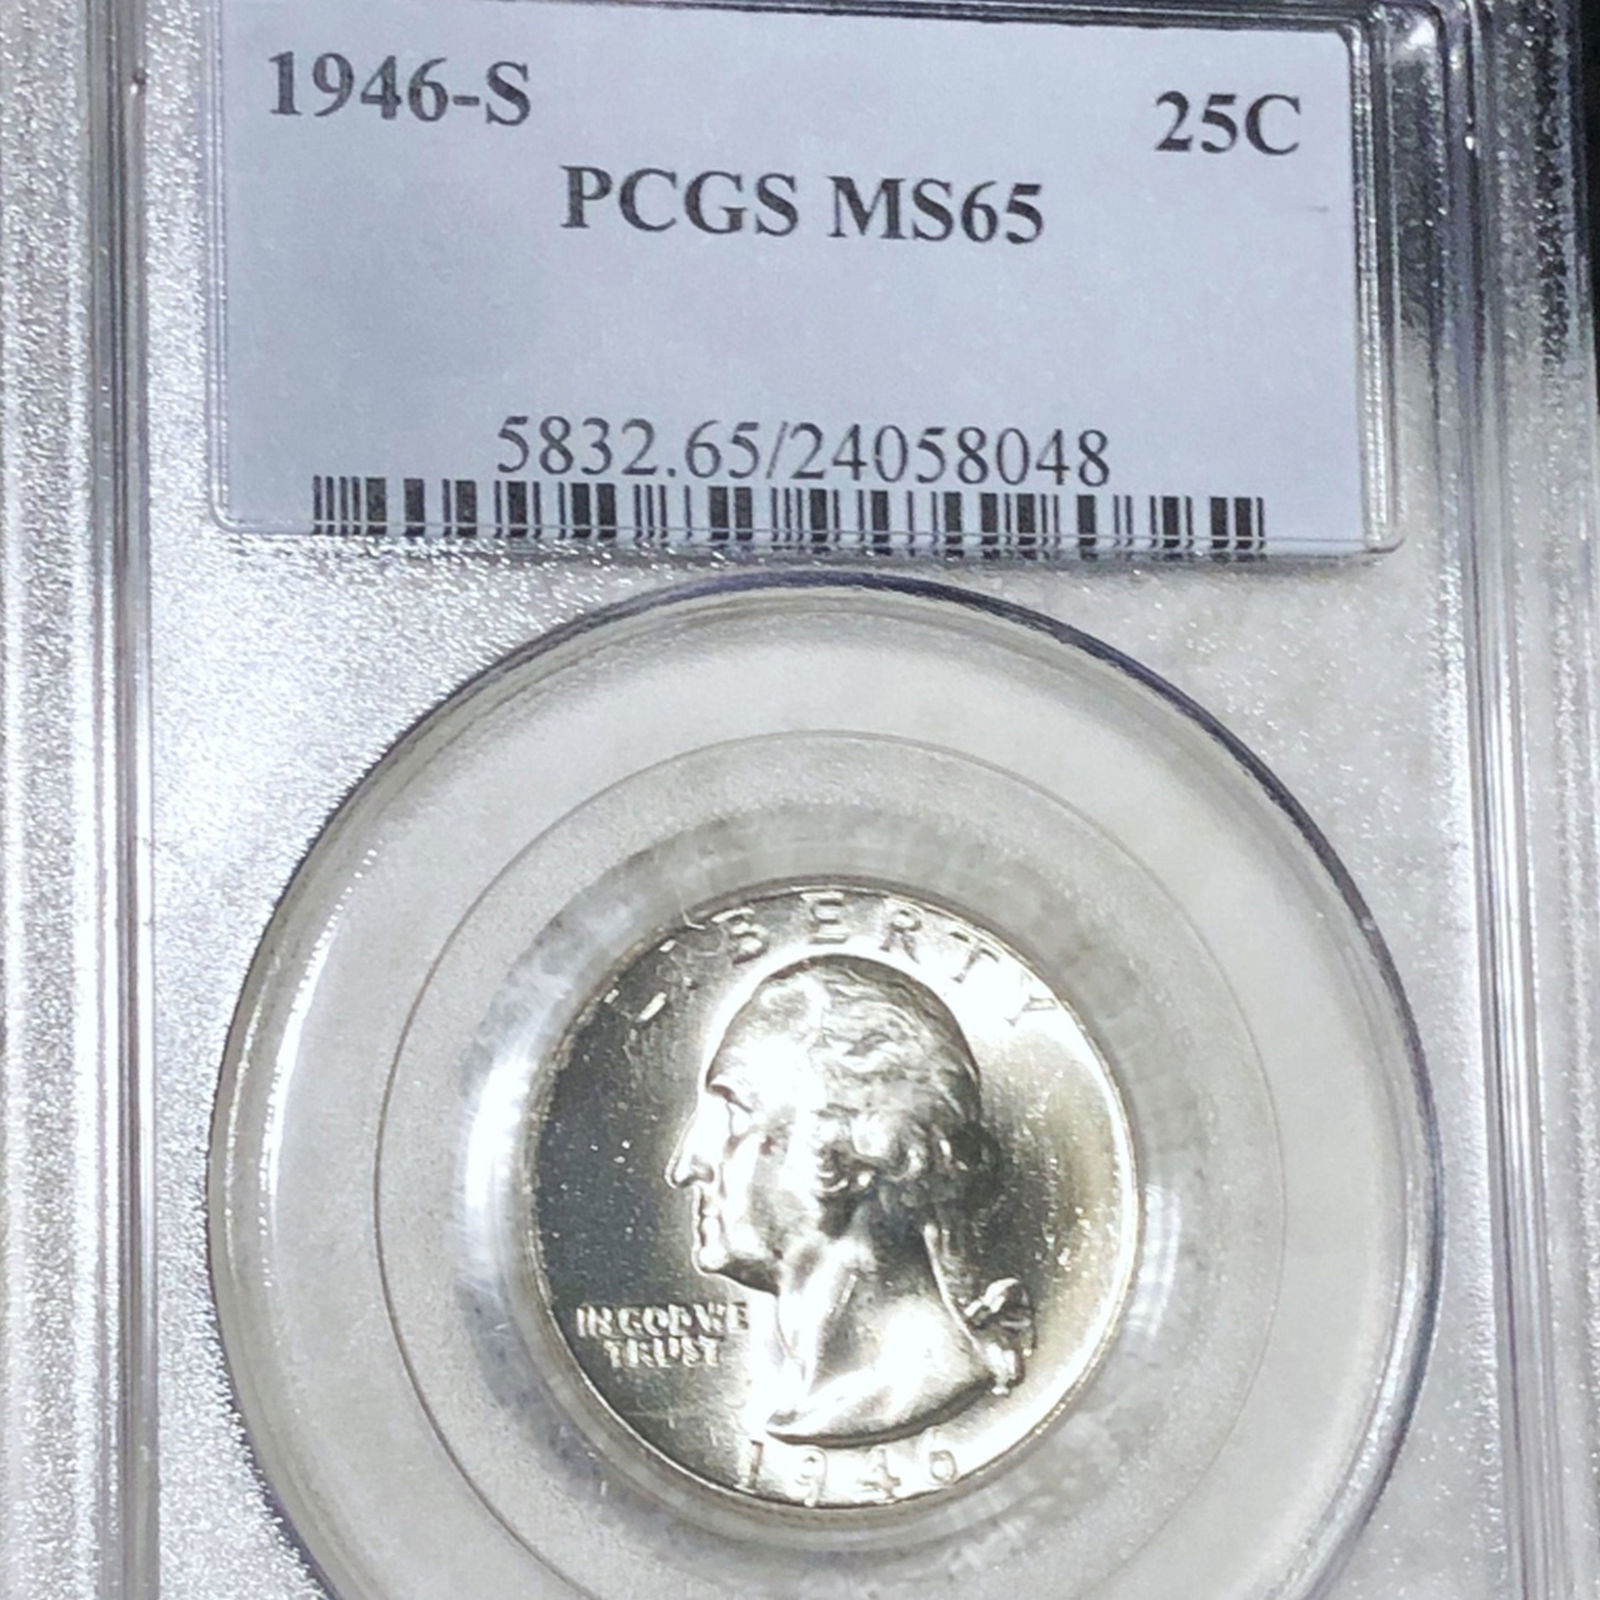 1946-S
25C
PCGS MS65
5832.65/24058048
LIBERTY
IN GOD WE
TRUST
1946